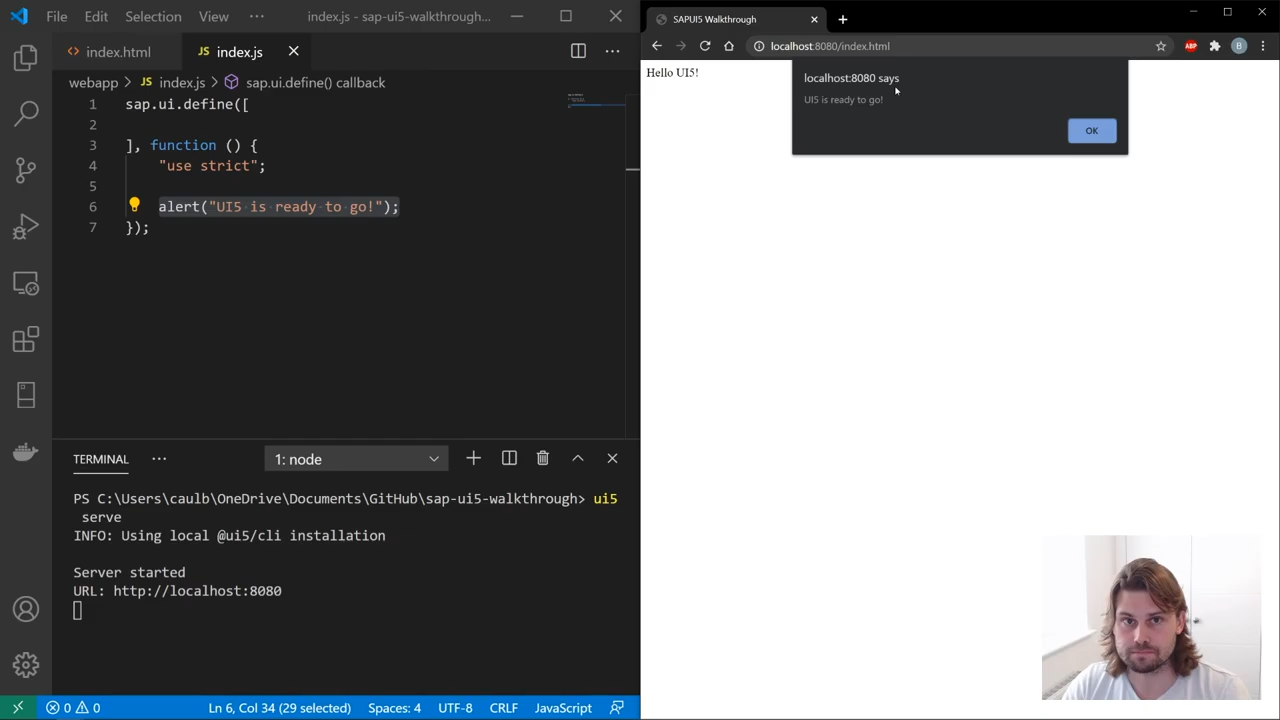 File Edit Selection View ··· index.js - sap-ui5-walkthrough...
index.html index.js
webapp > JS index.js > sap.ui.define() callback
1 sap.ui.define([
2
3 ], function () {
4 "use strict";
5
6 alert("UI5 is ready to go!");
7 });
TERMINAL ··· 1: node
PS C:\Users\caulb\OneDrive\Documents\GitHub\sap-ui5-walkthrough> ui5
serve
INFO: Using local @ui5/cli installation
Server started
URL: http://localhost:8080
0 0 Ln 6, Col 34 (29 selected) Spaces: 4 UTF-8 CRLF JavaScript
SAPUI5 Walkthrough
localhost:8080/index.html ABP B
Hello UI5!
localhost:8080 says
UI5 is ready to go!
OK